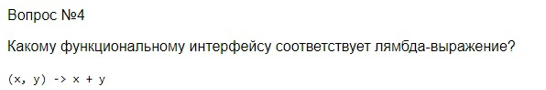 Вопрос №4
Какому функциональному интерфейсу соответствует лямбда-выражение?
(x, y) -> x + y